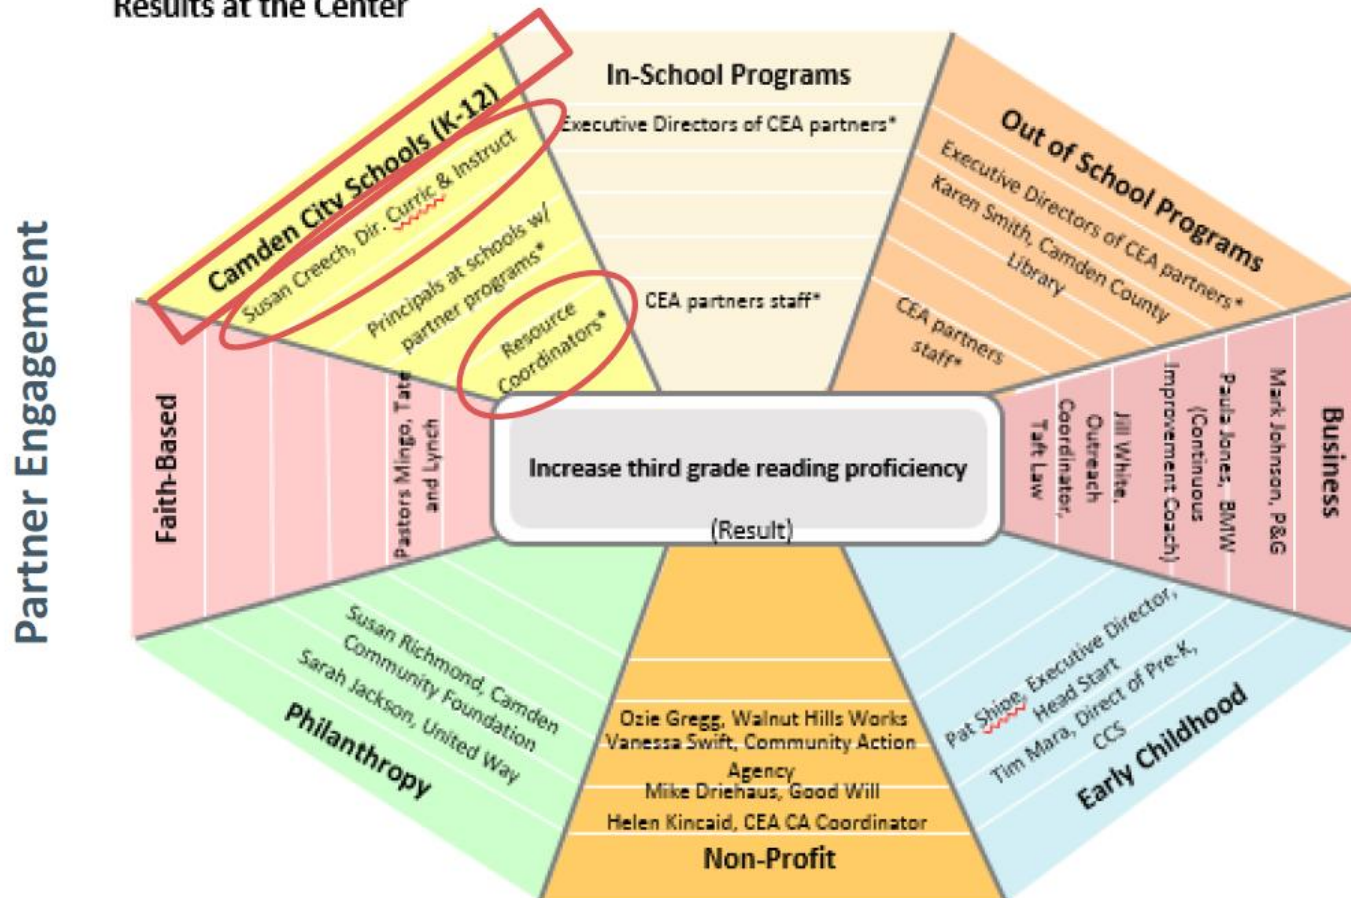 Results at the Center
Partner Engagement
Camden City Schools (K-12)
Susan Creech, Dir. Curric & Instruct
Principals at schools w/
partner programs*
Resource
Coordinators*
In-School Programs
Executive Directors of CEA partners*
CEA partners staff*
Out of School Programs
Executive Directors of CEA partners*
Karen Smith, Camden County
Library
CEA partners
staff*
Faith-Based
Pastors Mingo, Tate
and Lynch
Increase third grade reading proficiency
(Result)
Business
Mark Johnson, P&G
Paula Jones, BMW
(Continuous
Improvement Coach)
Jill White,
Outreach
Coordinator,
Taft Law
Susan Richmond, Camden
Community Foundation
Sarah Jackson, United Way
Philanthropy
Ozie Gregg, Walnut Hills Works
Vanessa Swift, Community Action
Agency
Mike Driehaus, Good Will
Helen Kincaid, CEA CA Coordinator
Non-Profit
Pat Shipe, Executive Director,
Head Start
Tim Mara, Direct of Pre-K,
CCS
Early Childhood